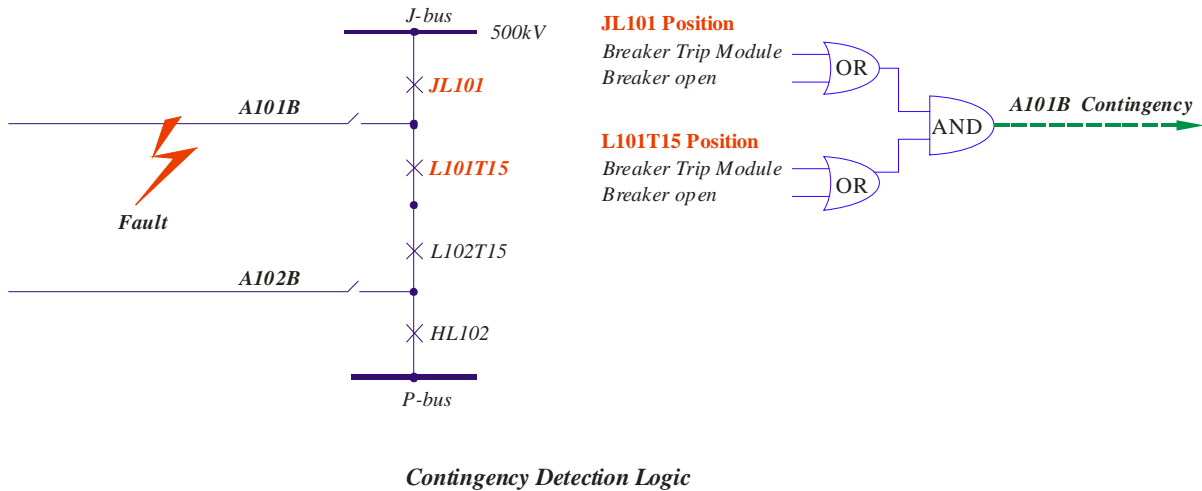 J-bus
500kV
JL101
A101B
L101T15
Fault
L102T15
A102B
HL102
P-bus
JL101 Position
Breaker Trip Module
Breaker open
OR
L101T15 Position
Breaker Trip Module
Breaker open
OR
AND
A101B Contingency
Contingency Detection Logic